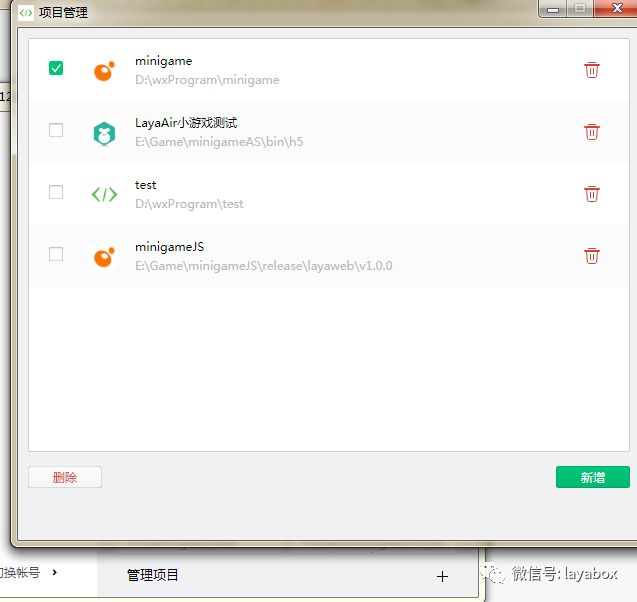 项目管理
minigame
D:\wxProgram\minigame
LayaAir小游戏测试
E:\Game\minigameAS\bin\h5
test
D:\wxProgram\test
minigameJS
E:\Game\minigameJS\release\layaweb\v1.0.0
删除
新增
换帐号
管理项目
微信号: layabox